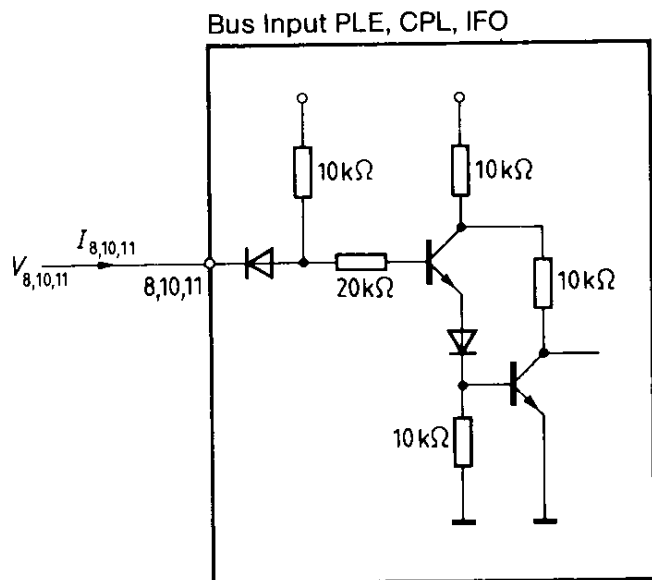 Bus Input PLE, CPL, IFO
10kΩ
10kΩ
I8,10,11
V8,10,11
8,10,11
20kΩ
10kΩ
10kΩ